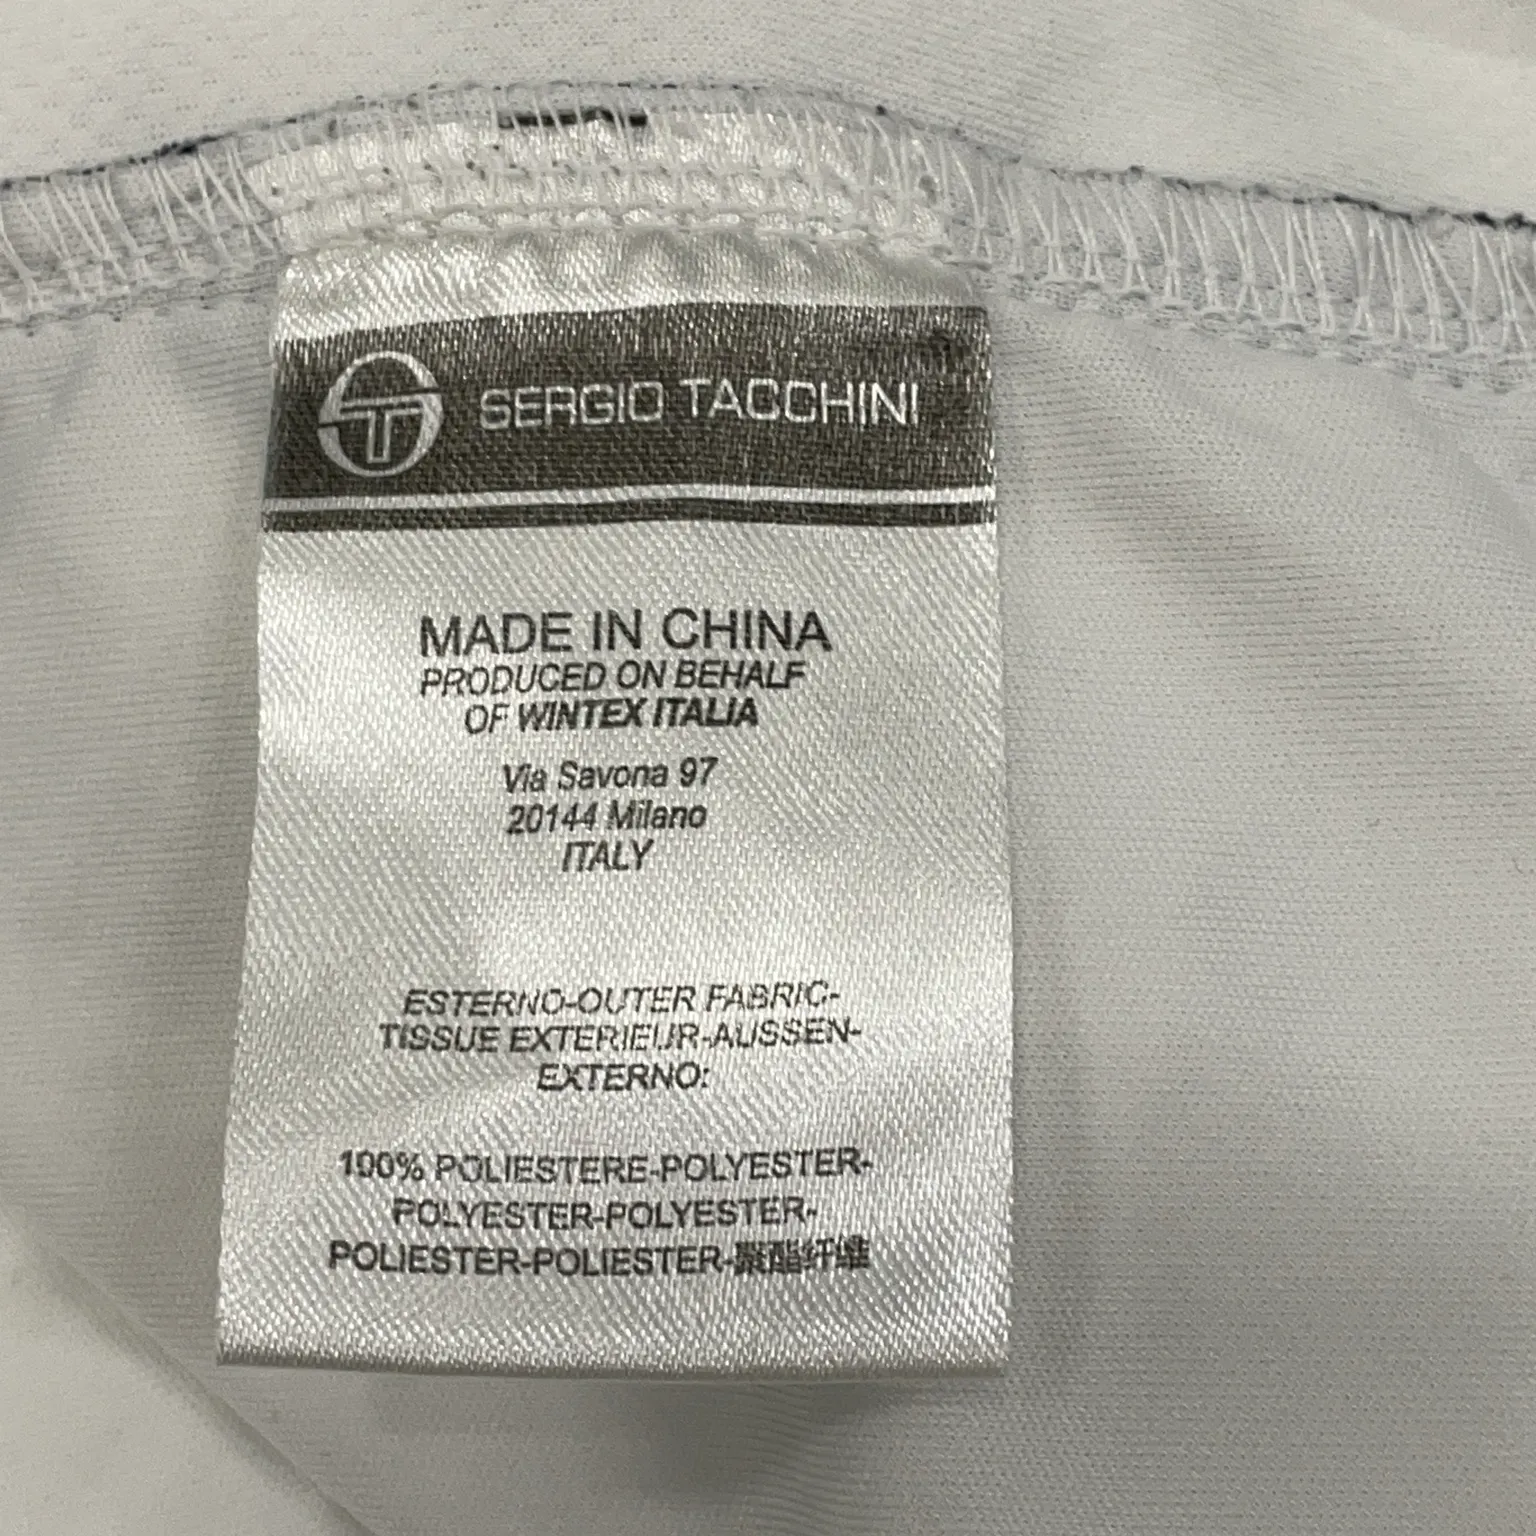 SERGIO TACCHINI
MADE IN CHINA
PRODUCED ON BEHALF
OF WINTEX ITALIA
Via Savona 97
20144 Milano
ITALY
ESTERNO-OUTER FABRIC-
TISSUE EXTERIEUR-AUSSEN-
EXTERNO:
100% POLIESTERE-POLYESTER-
POLYESTER-POLYESTER-
POLIESTER-POLIESTER-聚酯纤维